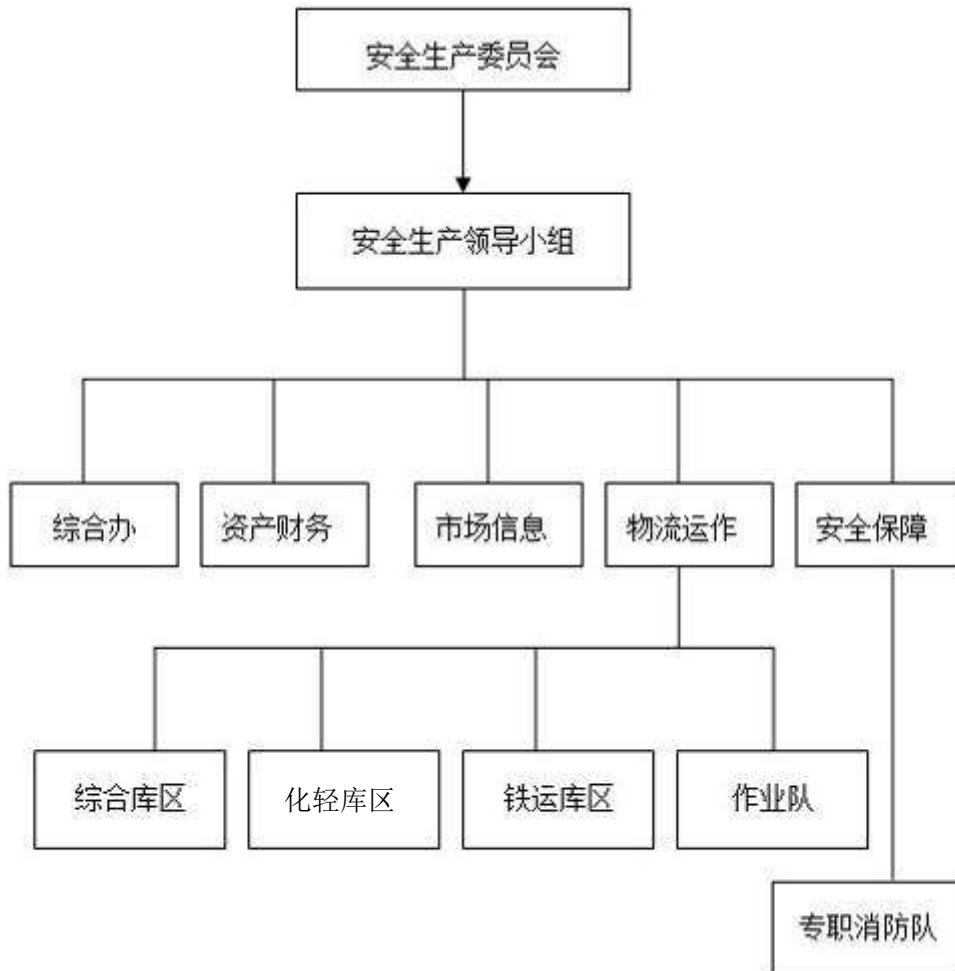 安全生产委员会
安全生产领导小组
综合办
资产财务
市场信息
物流运作
安全保障
综合库区
化轻库区
铁运库区
作业队
专职消防队